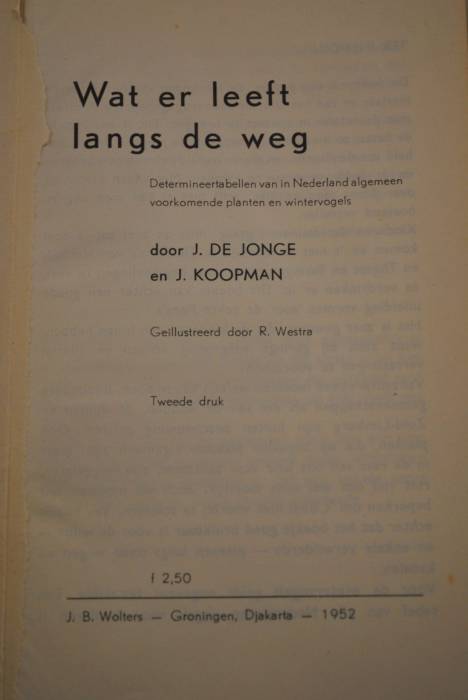 Wat er leeft
langs de weg
Determineertabellen van in Nederland algemeen
voorkomende planten en wintervogels
door J. DE JONGE
en J. KOOPMAN
Geïllustreerd door R. Westra
Tweede druk
f 2,50
J. B. Wolters — Groningen, Djakarta — 1952